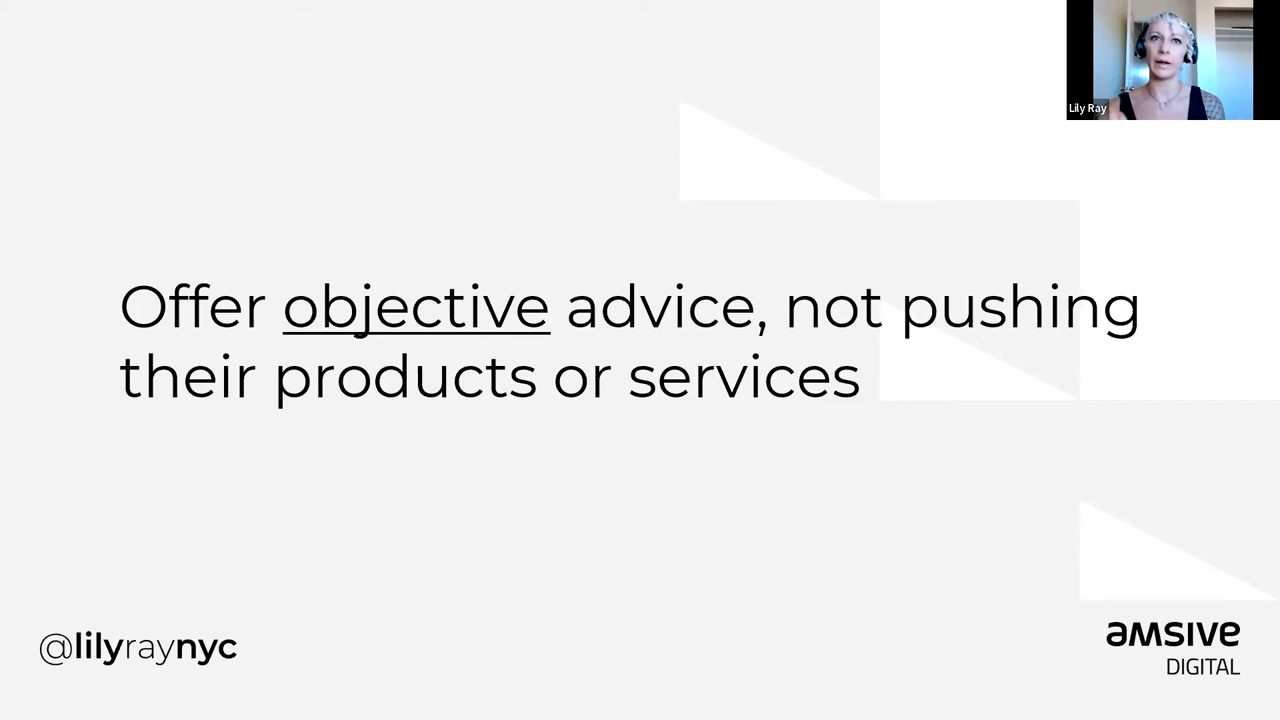 Lily Ray
Offer objective advice, not pushing
their products or services
@lilyraynyc
amsive
DIGITAL